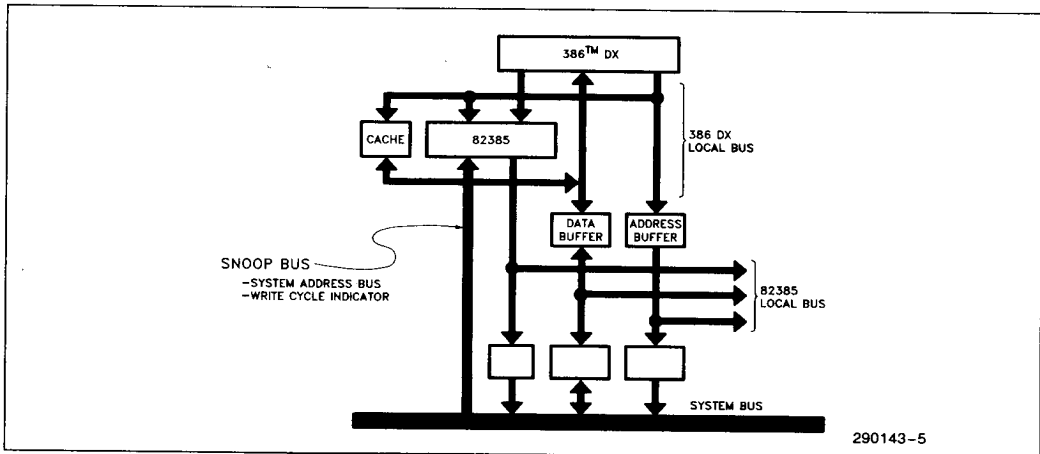 386™ DX
CACHE
82385
386 DX
LOCAL BUS
DATA
BUFFER
ADDRESS
BUFFER
SNOOP BUS
-SYSTEM ADDRESS BUS
-WRITE CYCLE INDICATOR
82385
LOCAL BUS
SYSTEM BUS
290143-5